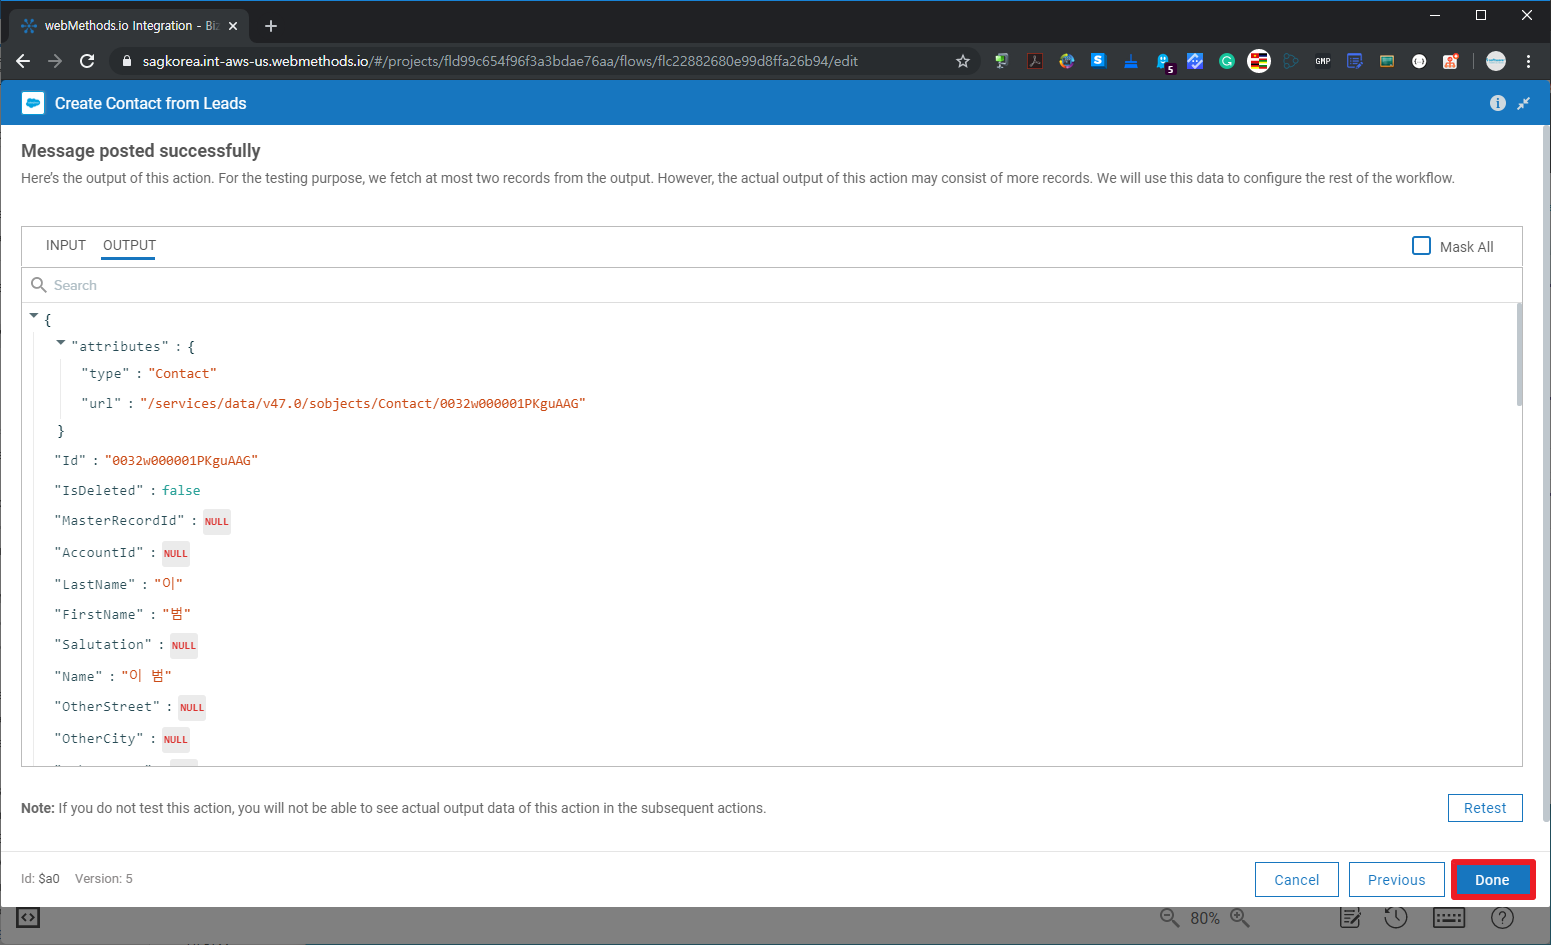 webMethods.io Integration - Biz
sagkorea.int-aws-us.webmethods.io/#/projects/fld99c654f96f3a3bdae76aa/flows/flc22882680e99d8ffa26b94/edit
S
5
G
GMP
Create Contact from Leads
Message posted successfully
Here's the output of this action. For the testing purpose, we fetch at most two records from the output. However, the actual output of this action may consist of more records. We will use this data to configure the rest of the workflow.
INPUT OUTPUT
Mask All
Search
{
"attributes" : {
"type" : "Contact"
"url" : "/services/data/v47.0/sobjects/Contact/0032w000001PKguAAG"
}
"Id" : "0032w000001PKguAAG"
"IsDeleted" : false
"MasterRecordId" : NULL
"AccountId" : NULL
"LastName" : "이"
"FirstName" : "범"
"Salutation" : NULL
"Name" : "이 범"
"OtherStreet" : NULL
"OtherCity" : NULL
Note: If you do not test this action, you will not be able to see actual output data of this action in the subsequent actions.
Retest
Id: $a0 Version: 5
Cancel Previous Done
80%